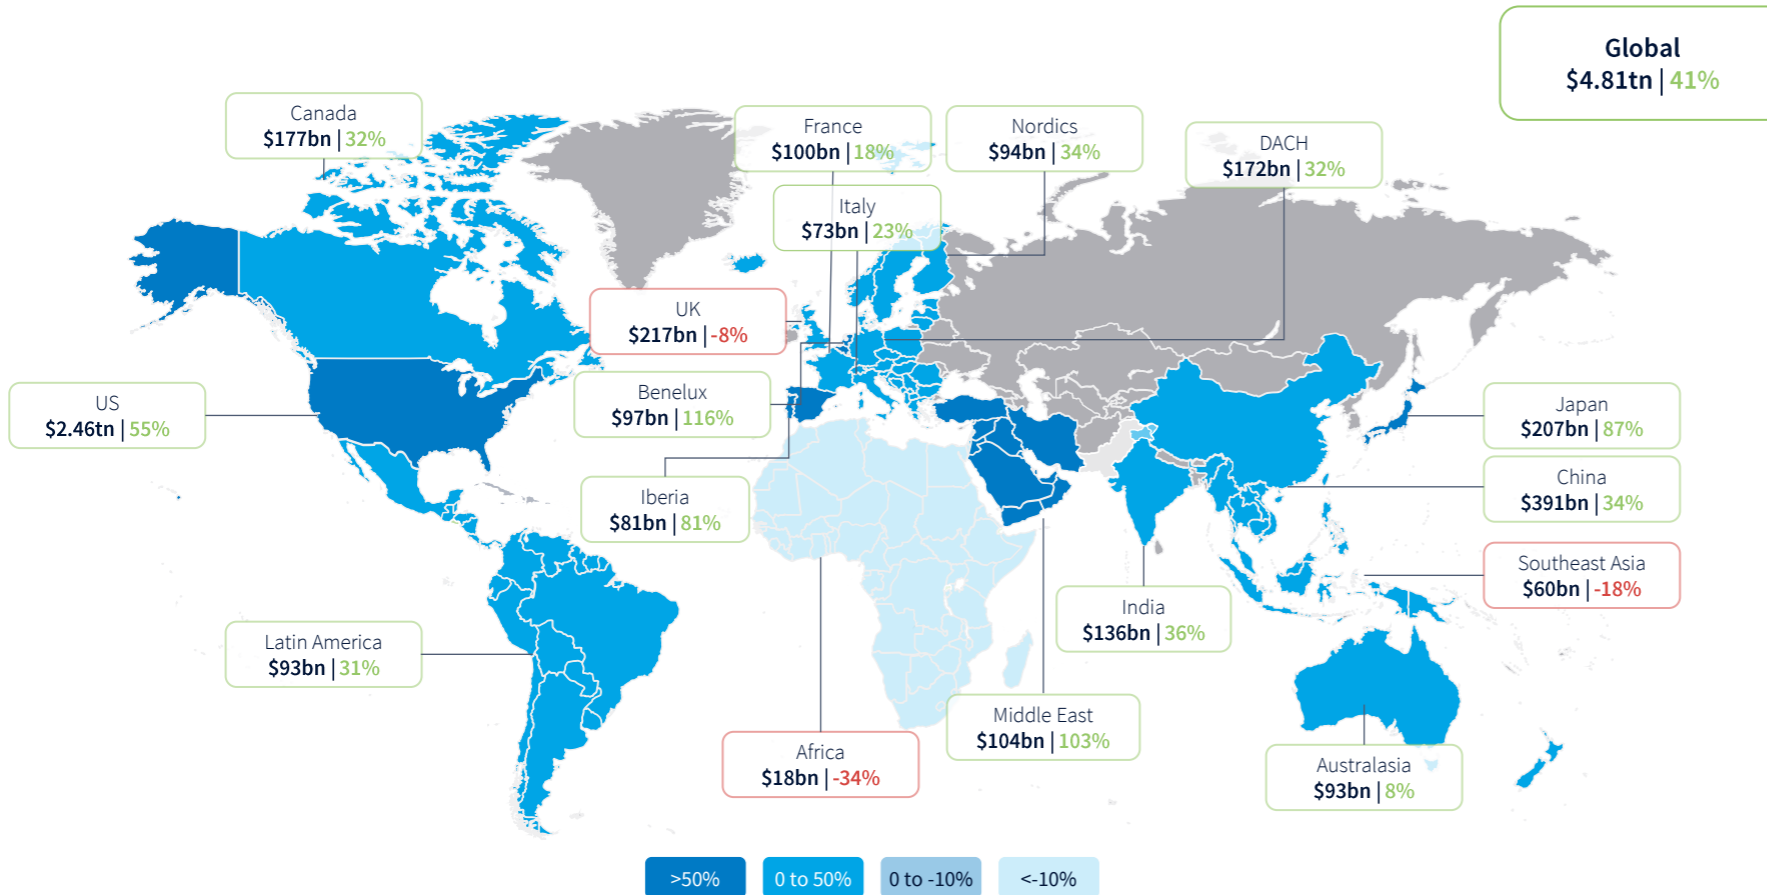 Global
$4.81tn | 41%
Canada
$177bn | 32%
France
$100bn | 18%
Nordics
$94bn | 34%
DACH
$172bn | 32%
Italy
$73bn | 23%
UK
$217bn | -8%
US
$2.46tn | 55%
Benelux
$97bn | 116%
Japan
$207bn | 87%
Iberia
$81bn | 81%
China
$391bn | 34%
Southeast Asia
$60bn | -18%
India
$136bn | 36%
Latin America
$93bn | 31%
Middle East
$104bn | 103%
Africa
$18bn | -34%
Australasia
$93bn | 8%
>50%
0 to 50%
0 to -10%
<-10%